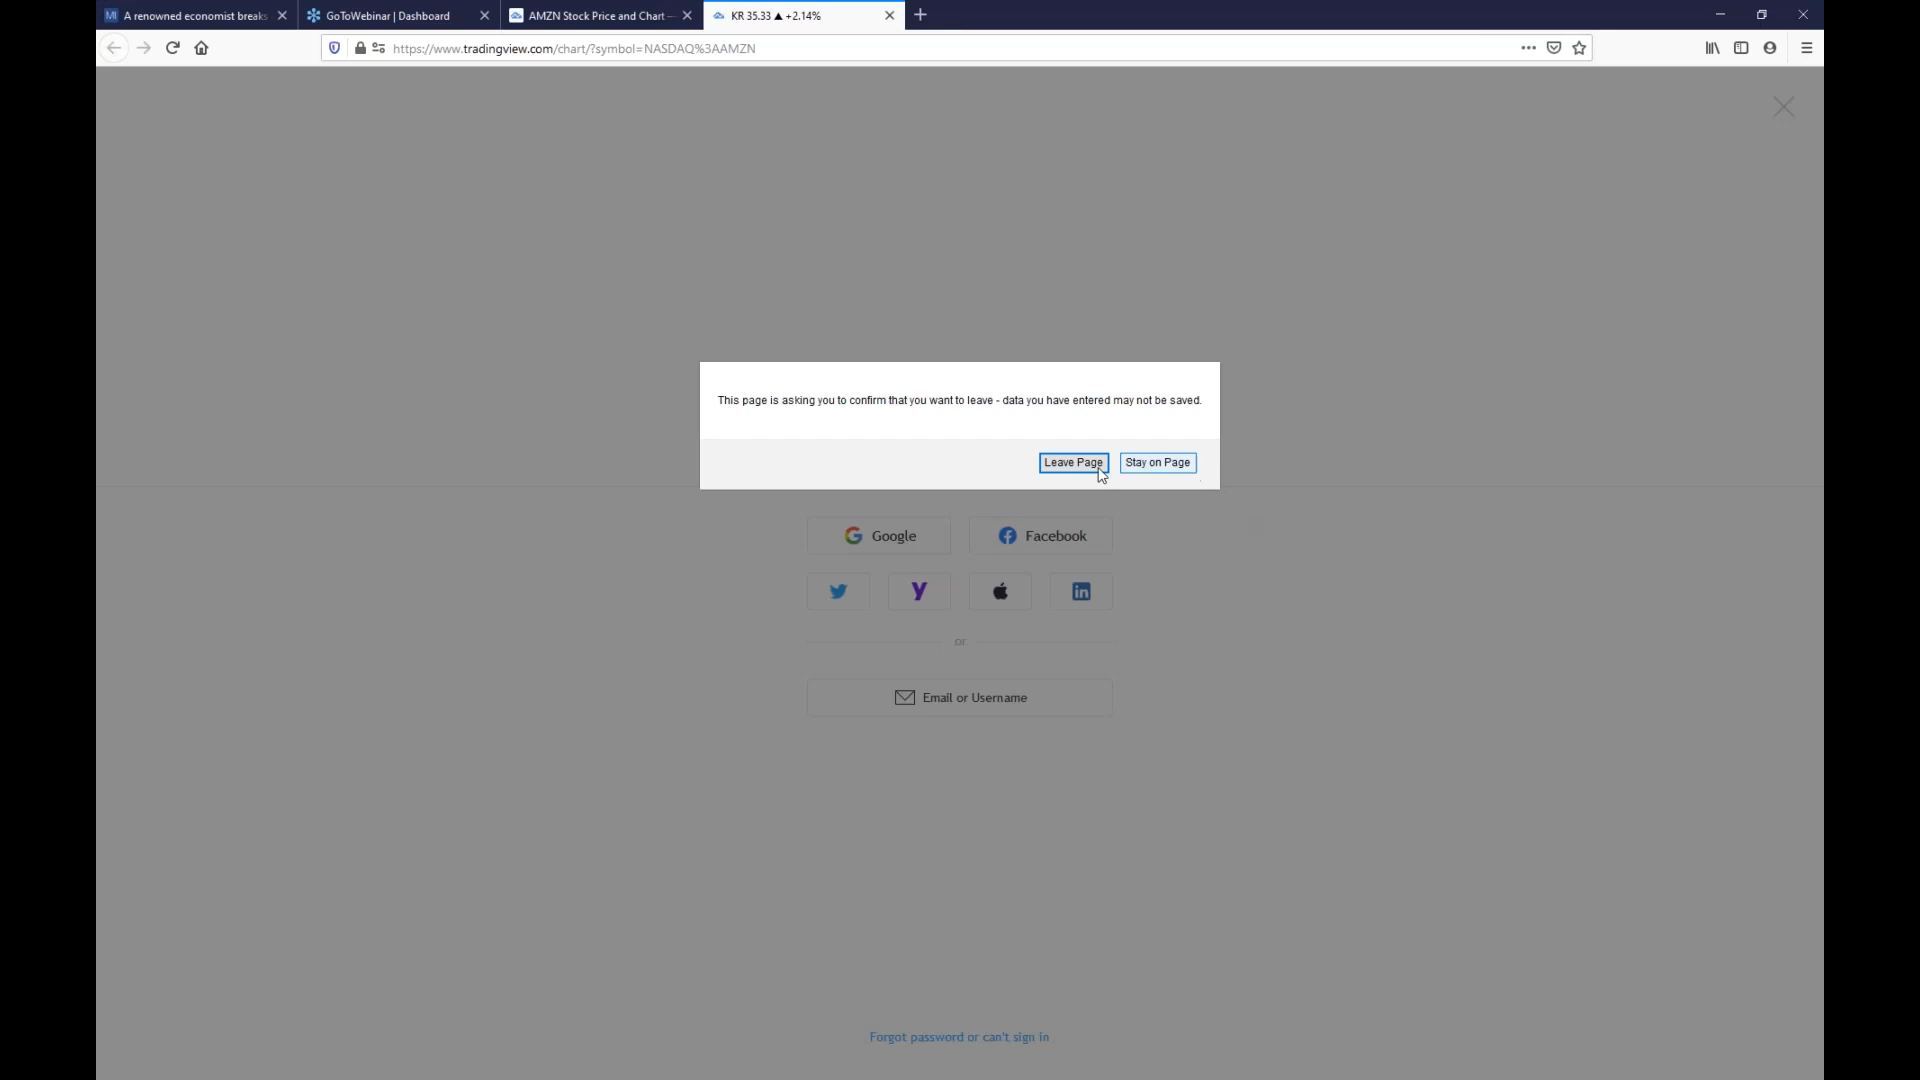 MI A renowned economist breaks
GoToWebinar | Dashboard
AMZN Stock Price and Chart —
KR 35.33 ▲ +2.14%
https://www.tradingview.com/chart/?symbol=NASDAQ%3AAMZN
This page is asking you to confirm that you want to leave - data you have entered may not be saved.
Leave Page
Stay on Page
Google
Facebook
or
Email or Username
Forgot password or can't sign in